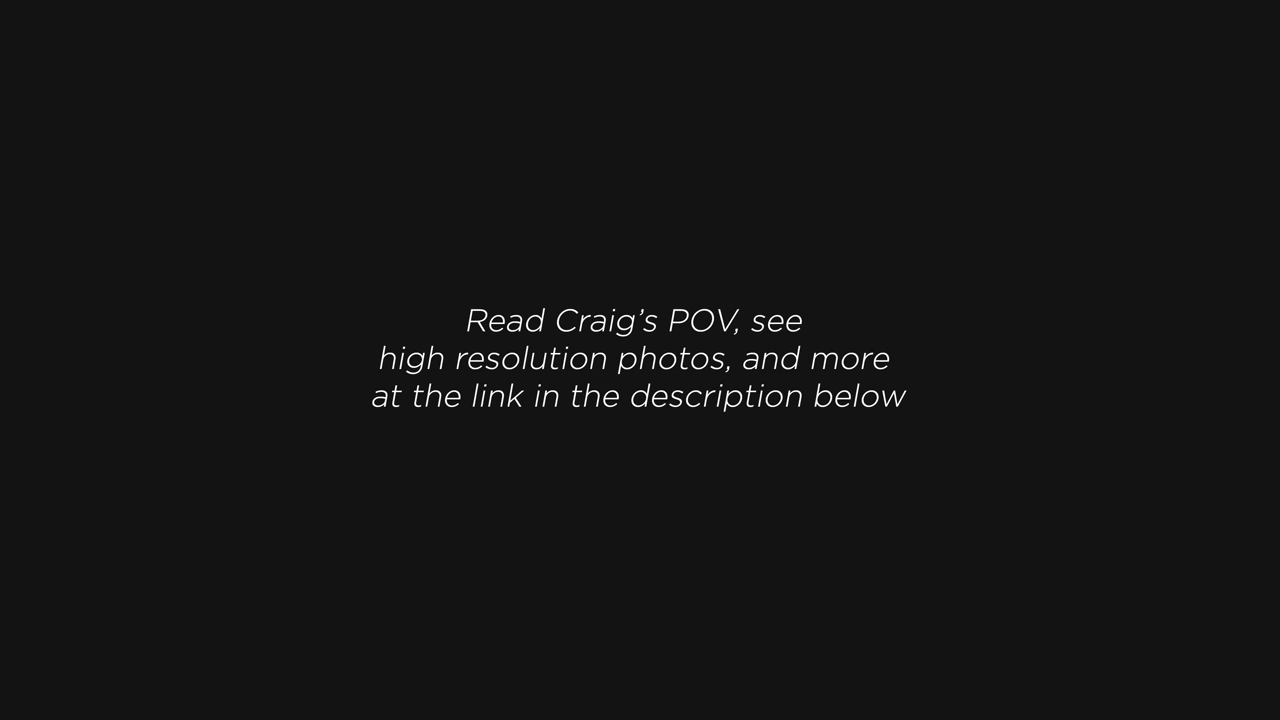 Read Craig’s POV, see
high resolution photos, and more
at the link in the description below